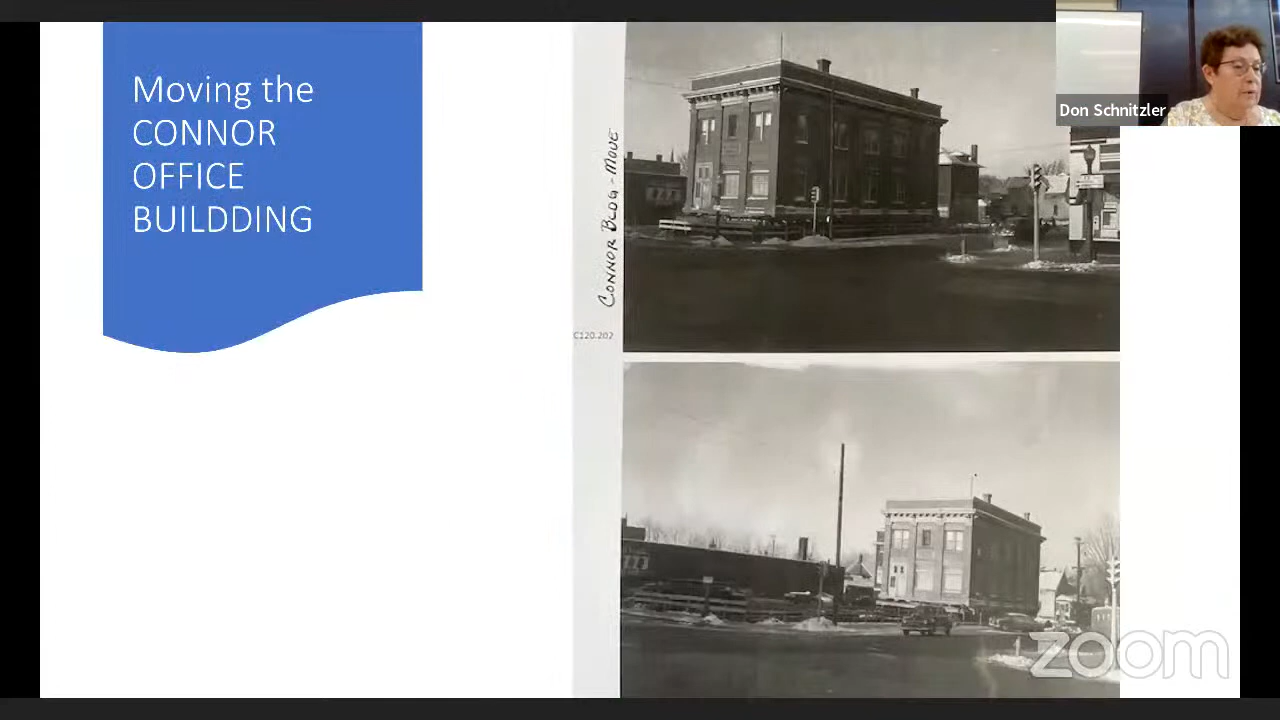 Moving the
CONNOR
OFFICE
BUILDDING
CONNOR BLDG - MOVE
C120.202
Don Schnitzler
zoom